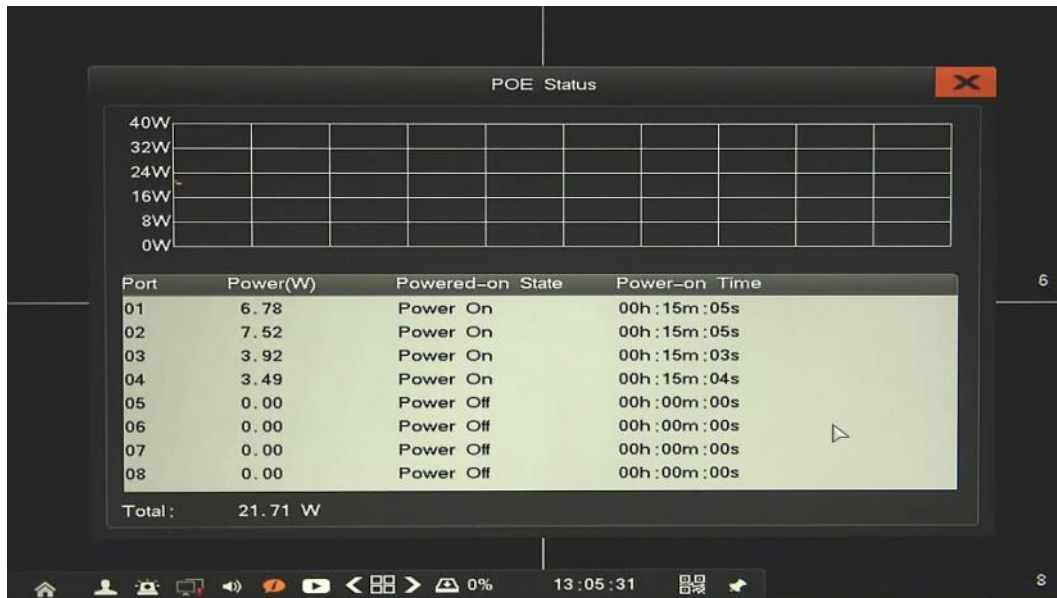 POE Status
40W
32W
24W
16W
8W
0W
Port Power(W) Powered-on State Power-on Time
01 6.78 Power On 00h:15m:05s
02 7.52 Power On 00h:15m:05s
03 3.92 Power On 00h:15m:03s
04 3.49 Power On 00h:15m:04s
05 0.00 Power Off 00h:00m:00s
06 0.00 Power Off 00h:00m:00s
07 0.00 Power Off 00h:00m:00s
08 0.00 Power Off 00h:00m:00s
Total: 21.71 W
6
0% 13:05:31
8